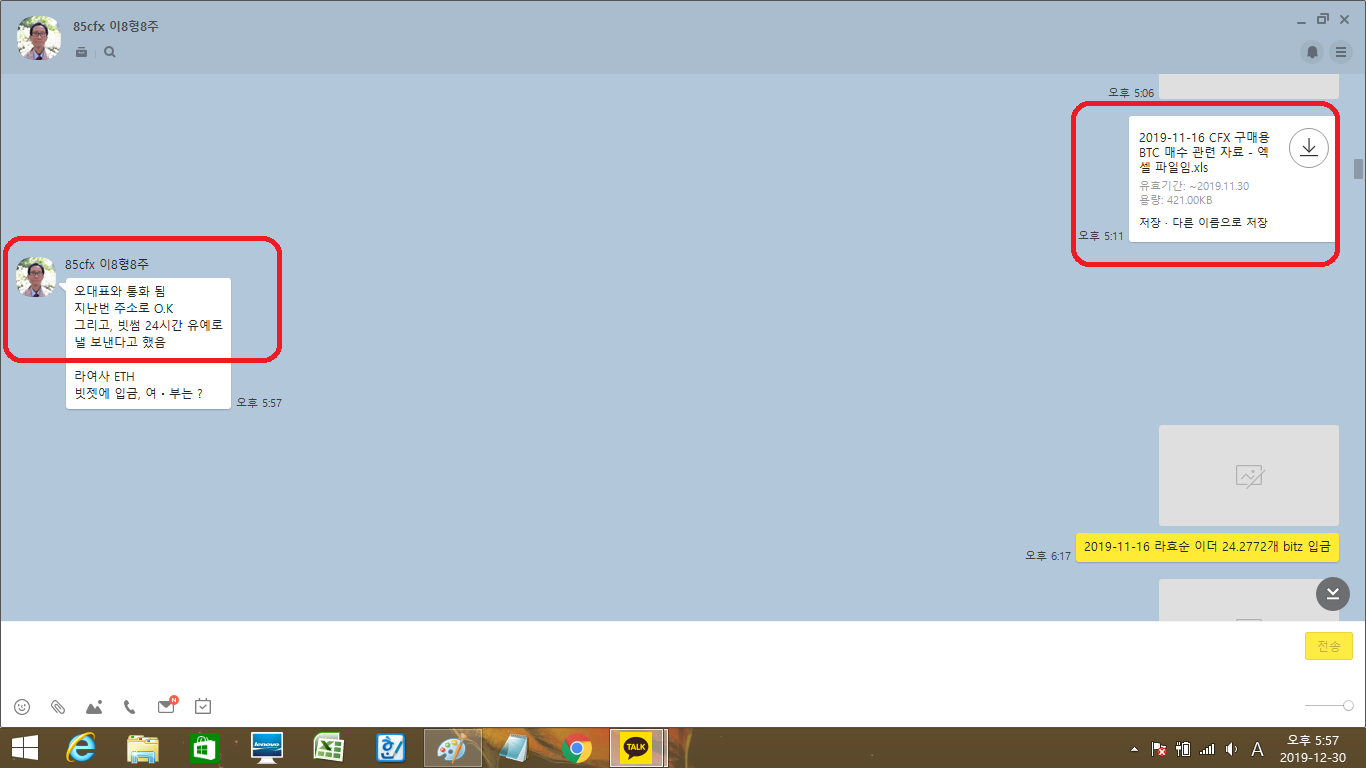 85cfx 이8형8주
오후 5:06
2019-11-16 CFX 구매용
BTC 매수 관련 자료 - 엑
셀 파일임.xls
유효기간: ~2019.11.30
용량: 421.00KB
저장 · 다른 이름으로 저장
오후 5:11
85cfx 이8형8주
오대표와 통화 됨
지난번 주소로 O.K
그리고, 빗썸 24시간 유예로
낼 보낸다고 했음
라여사 ETH
빗젯에 입금, 여・부는 ?
오후 5:57
2019-11-16 라효순 이더 24.2772개 bitz 입금
오후 6:17
전송
N
lenovo
TALK
A
오후 5:57
2019-12-30